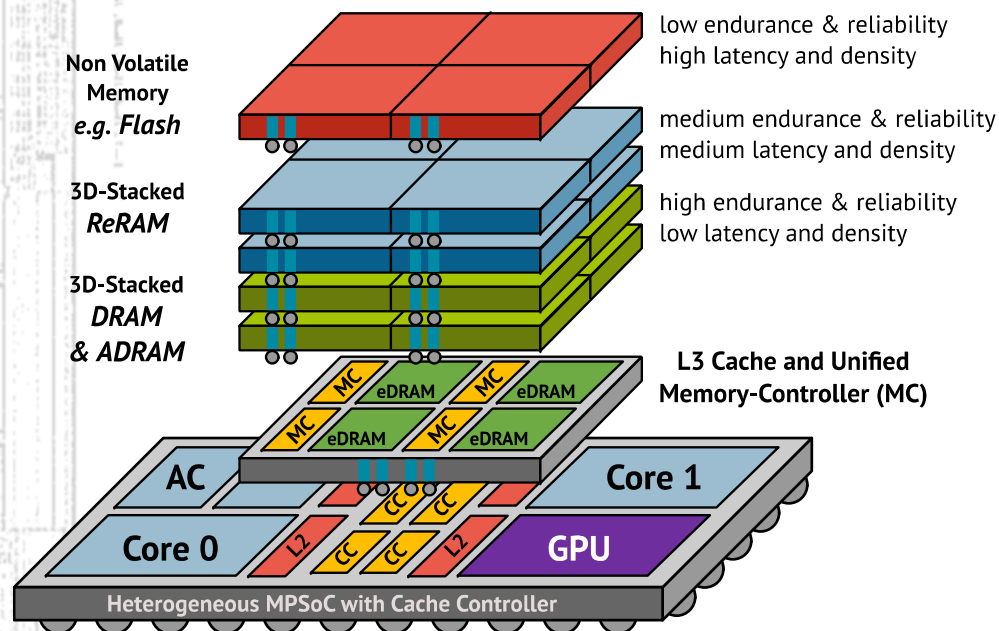 low endurance & reliability
high latency and density
Non Volatile
Memory
e.g. Flash
medium endurance & reliability
medium latency and density
3D-Stacked
ReRAM
high endurance & reliability
low latency and density
3D-Stacked
DRAM
& ADRAM
L3 Cache and Unified
Memory-Controller (MC)
MC
eDRAM
MC
eDRAM
MC
eDRAM
MC
eDRAM
AC
CC
CC
Core 1
Core 0
L2
CC
CC
L2
GPU
Heterogeneous MPSoC with Cache Controller